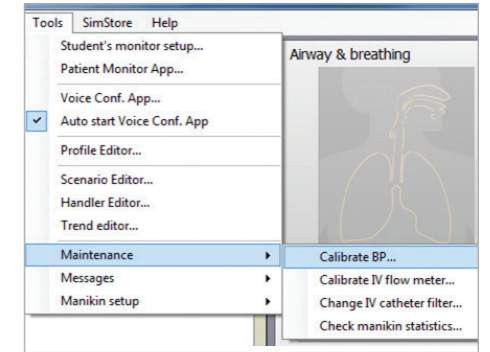 Tools SimStore Help
Student's monitor setup...
Patient Monitor App...
Voice Conf. App...
Auto start Voice Conf. App
Profile Editor...
Scenario Editor...
Handler Editor...
Trend editor...
Maintenance
Messages
Manikin setup
Airway & breathing
Calibrate BP...
Calibrate IV flow meter...
Change IV catheter filter...
Check manikin statistics...